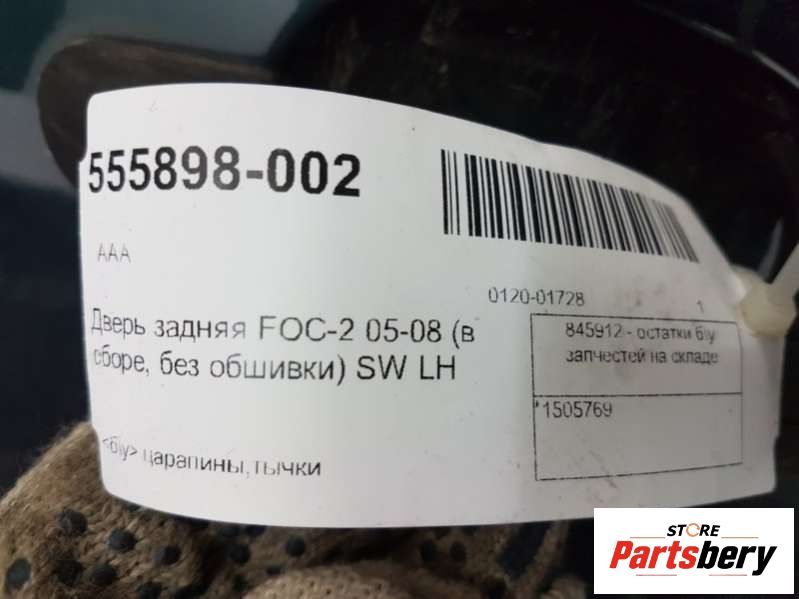 555898-002
AAA
0120-01728 1
Дверь задняя FOC-2 05-08 (в
сборе, без обшивки) SW LH
845912 - остатки б\у
запчестей на складе
*1505769
<б\у> царапины,тычки
STORE
Partsbery